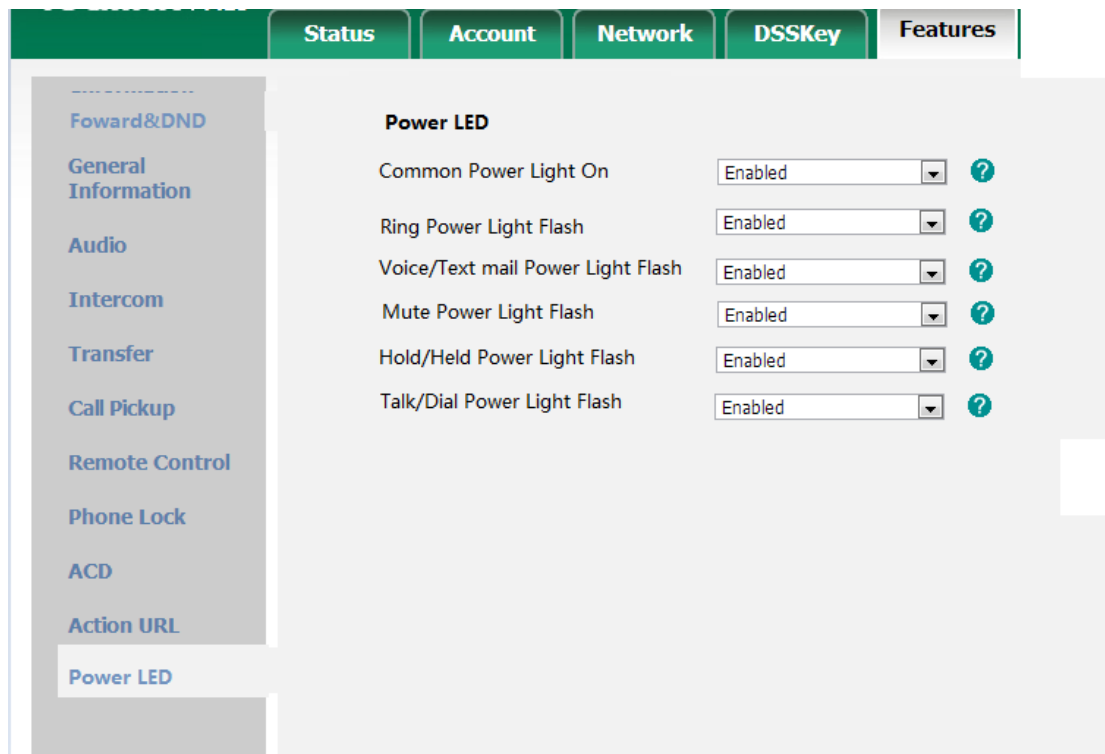 Status Account Network DSSKey Features
Foward&DND
General
Information
Audio
Intercom
Transfer
Call Pickup
Remote Control
Phone Lock
ACD
Action URL
Power LED
Power LED
Common Power Light On Enabled ?
Ring Power Light Flash Enabled ?
Voice/Text mail Power Light Flash Enabled ?
Mute Power Light Flash Enabled ?
Hold/Held Power Light Flash Enabled ?
Talk/Dial Power Light Flash Enabled ?